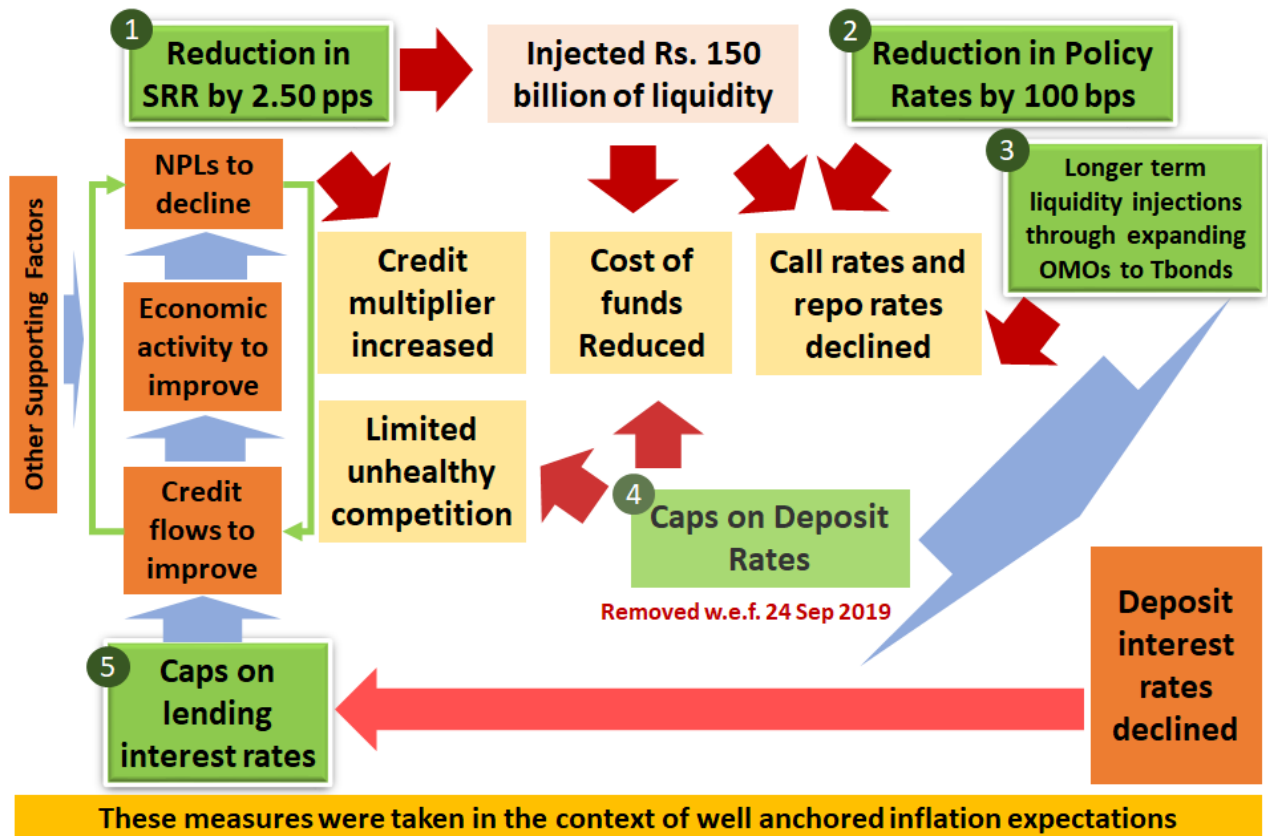 1
Reduction in
SRR by 2.50 pps
Injected Rs. 150
billion of liquidity
2
Reduction in Policy
Rates by 100 bps
3
Longer term
liquidity injections
through expanding
OMOs to Tbonds
Other Supporting Factors
NPLs to
decline
Economic
activity to
improve
Credit
flows to
improve
Credit
multiplier
increased
Cost of
funds
Reduced
Call rates and
repo rates
declined
Limited
unhealthy
competition
4
Caps on Deposit
Rates
Removed w.e.f. 24 Sep 2019
Deposit
interest
rates
declined
5
Caps on
lending
interest rates
These measures were taken in the context of well anchored inflation expectations